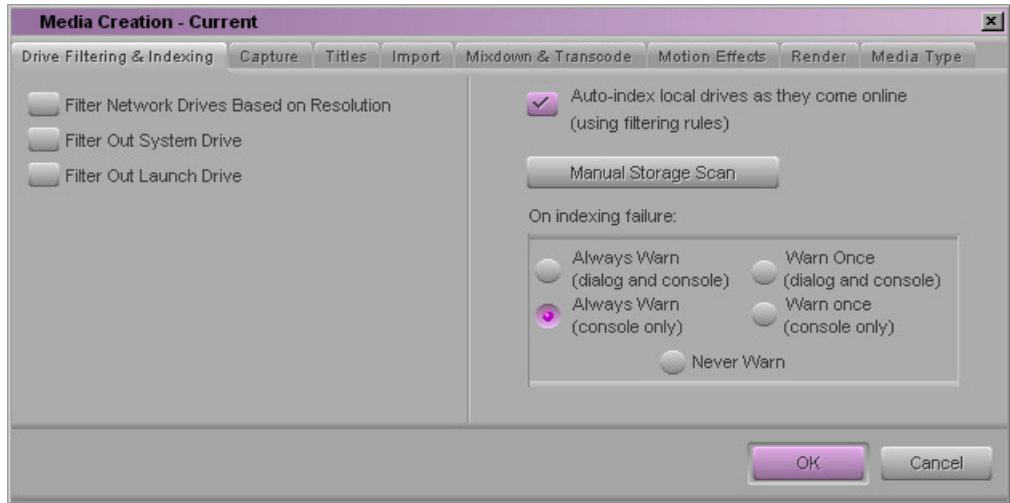 Media Creation - Current
Drive Filtering & Indexing Capture Titles Import Mixdown & Transcode Motion Effects Render Media Type
Filter Network Drives Based on Resolution
Filter Out System Drive
Filter Out Launch Drive
Auto-index local drives as they come online
(using filtering rules)
Manual Storage Scan
On indexing failure:
Always Warn
(dialog and console)
Warn Once
(dialog and console)
Always Warn
(console only)
Warn once
(console only)
Never Warn
OK Cancel